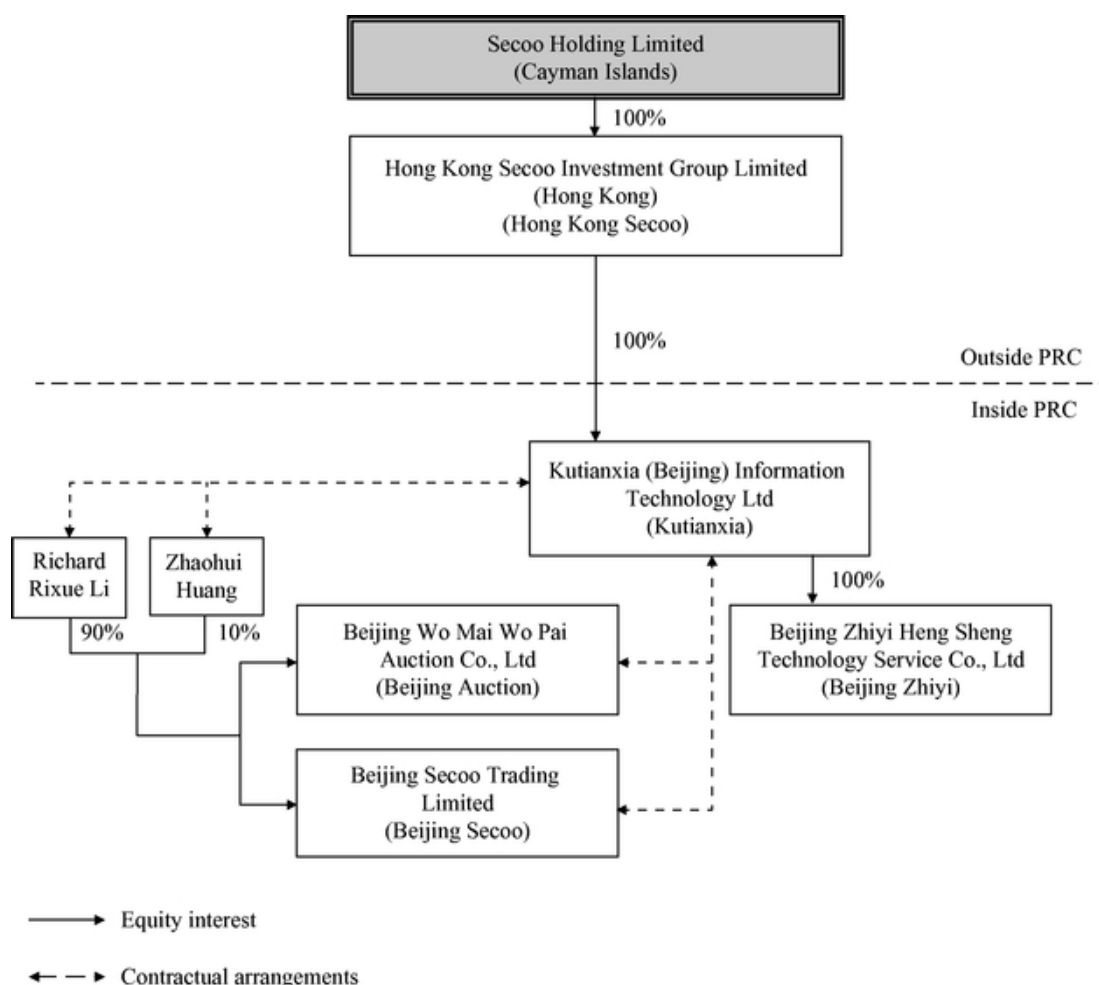 Secoo Holding Limited
(Cayman Islands)
100%
Hong Kong Secoo Investment Group Limited
(Hong Kong)
(Hong Kong Secoo)
100%
Outside PRC
Inside PRC
Kutianxia (Beijing) Information
Technology Ltd
(Kutianxia)
Richard
Rixue Li
Zhaohui
Huang
100%
90%
10%
Beijing Wo Mai Wo Pai
Auction Co., Ltd
(Beijing Auction)
Beijing Zhiyi Heng Sheng
Technology Service Co., Ltd
(Beijing Zhiyi)
Beijing Secoo Trading
Limited
(Beijing Secoo)
Equity interest
Contractual arrangements